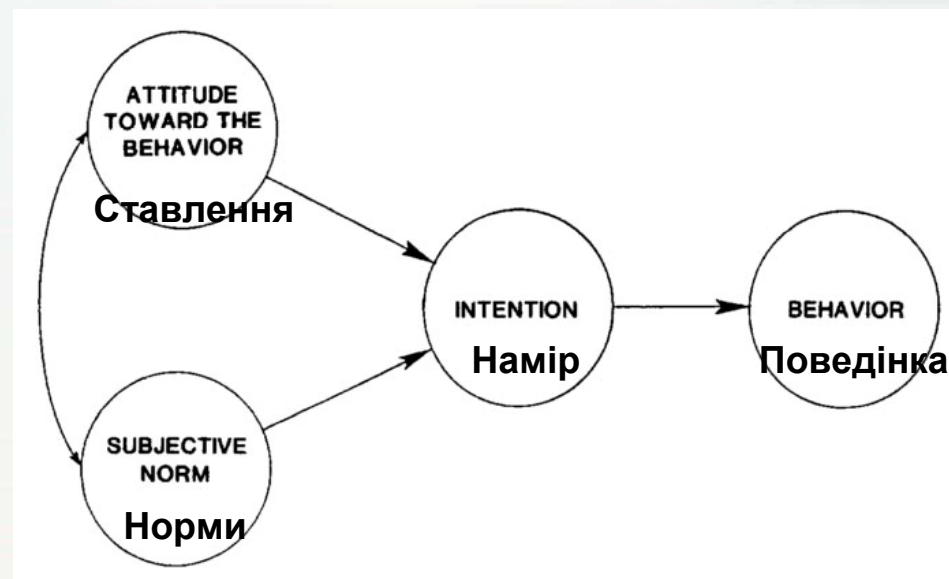 ATTITUDE
TOWARD THE
BEHAVIOR
Ставлення
INTENTION
Намір
BEHAVIOR
Поведінка
SUBJECTIVE
NORM
Норми